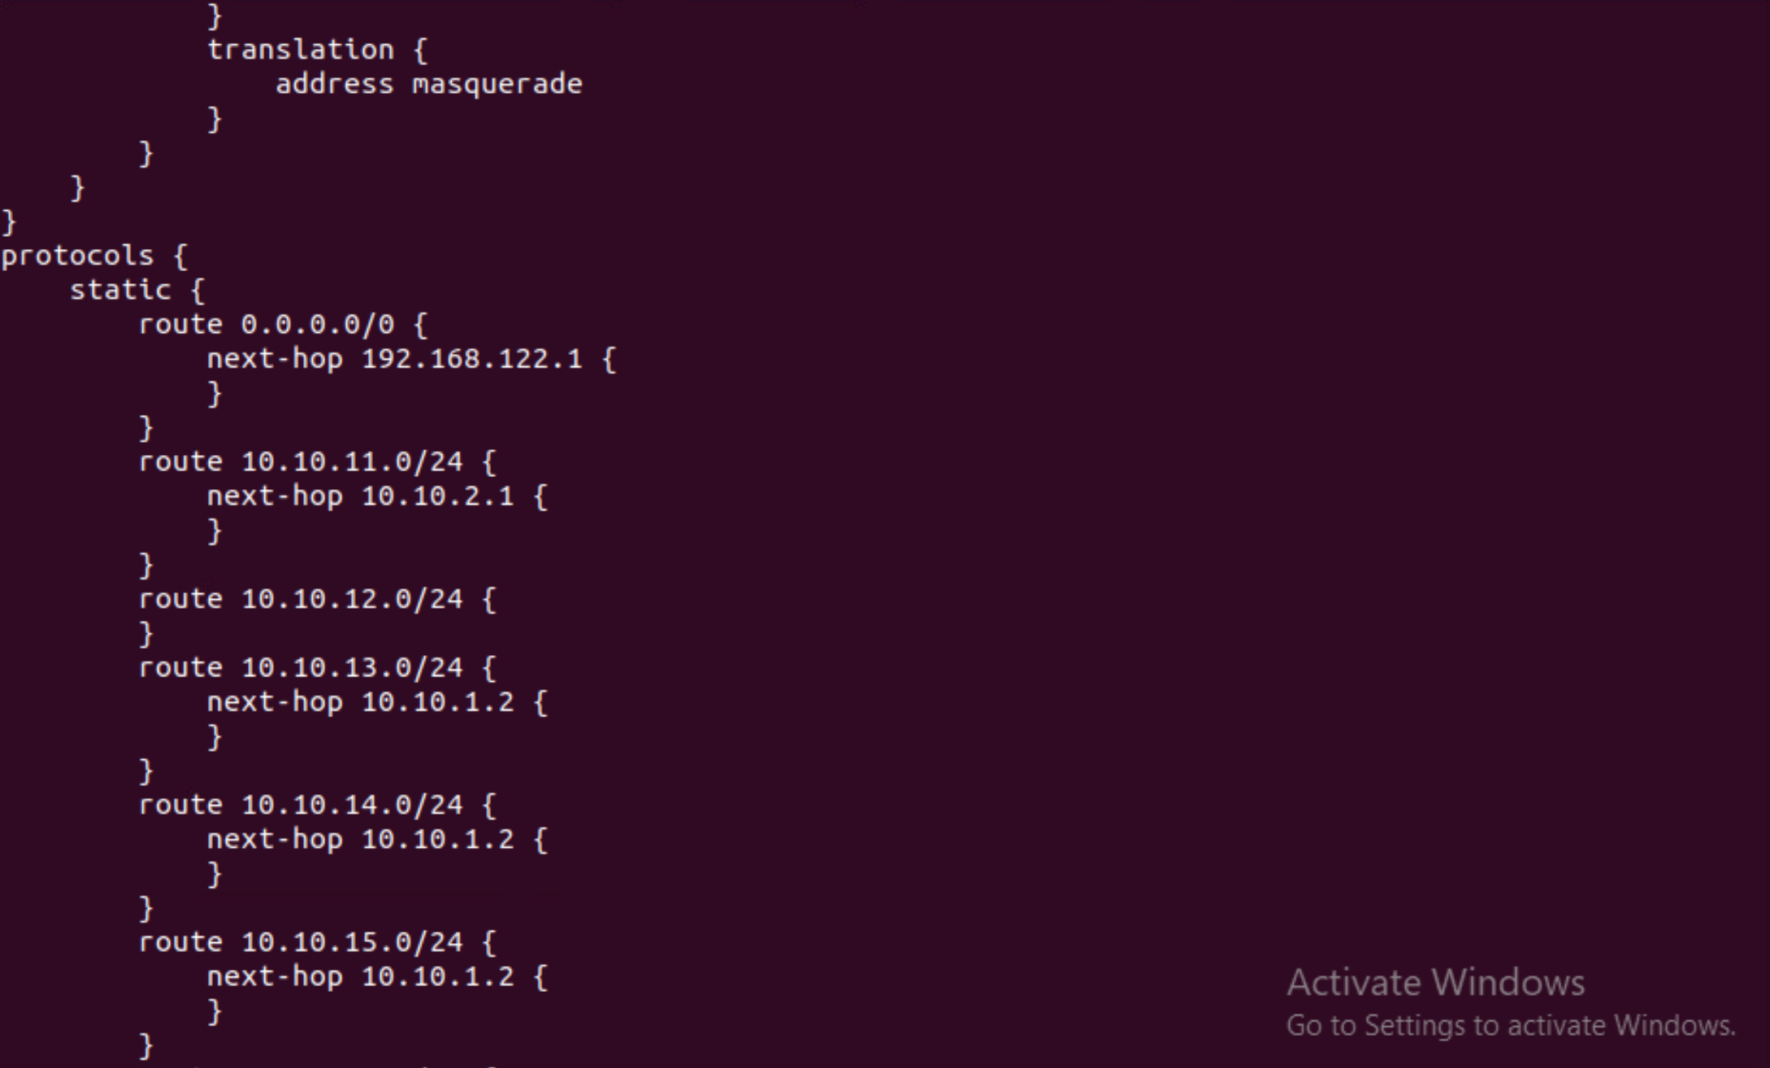 }
            translation {
                address masquerade
            }
        }
    }
}
protocols {
    static {
        route 0.0.0.0/0 {
            next-hop 192.168.122.1 {
            }
        }
        route 10.10.11.0/24 {
            next-hop 10.10.2.1 {
            }
        }
        route 10.10.12.0/24 {
        }
        route 10.10.13.0/24 {
            next-hop 10.10.1.2 {
            }
        }
        route 10.10.14.0/24 {
            next-hop 10.10.1.2 {
            }
        }
        route 10.10.15.0/24 {
            next-hop 10.10.1.2 {
            }
        }
Activate Windows
Go to Settings to activate Windows.